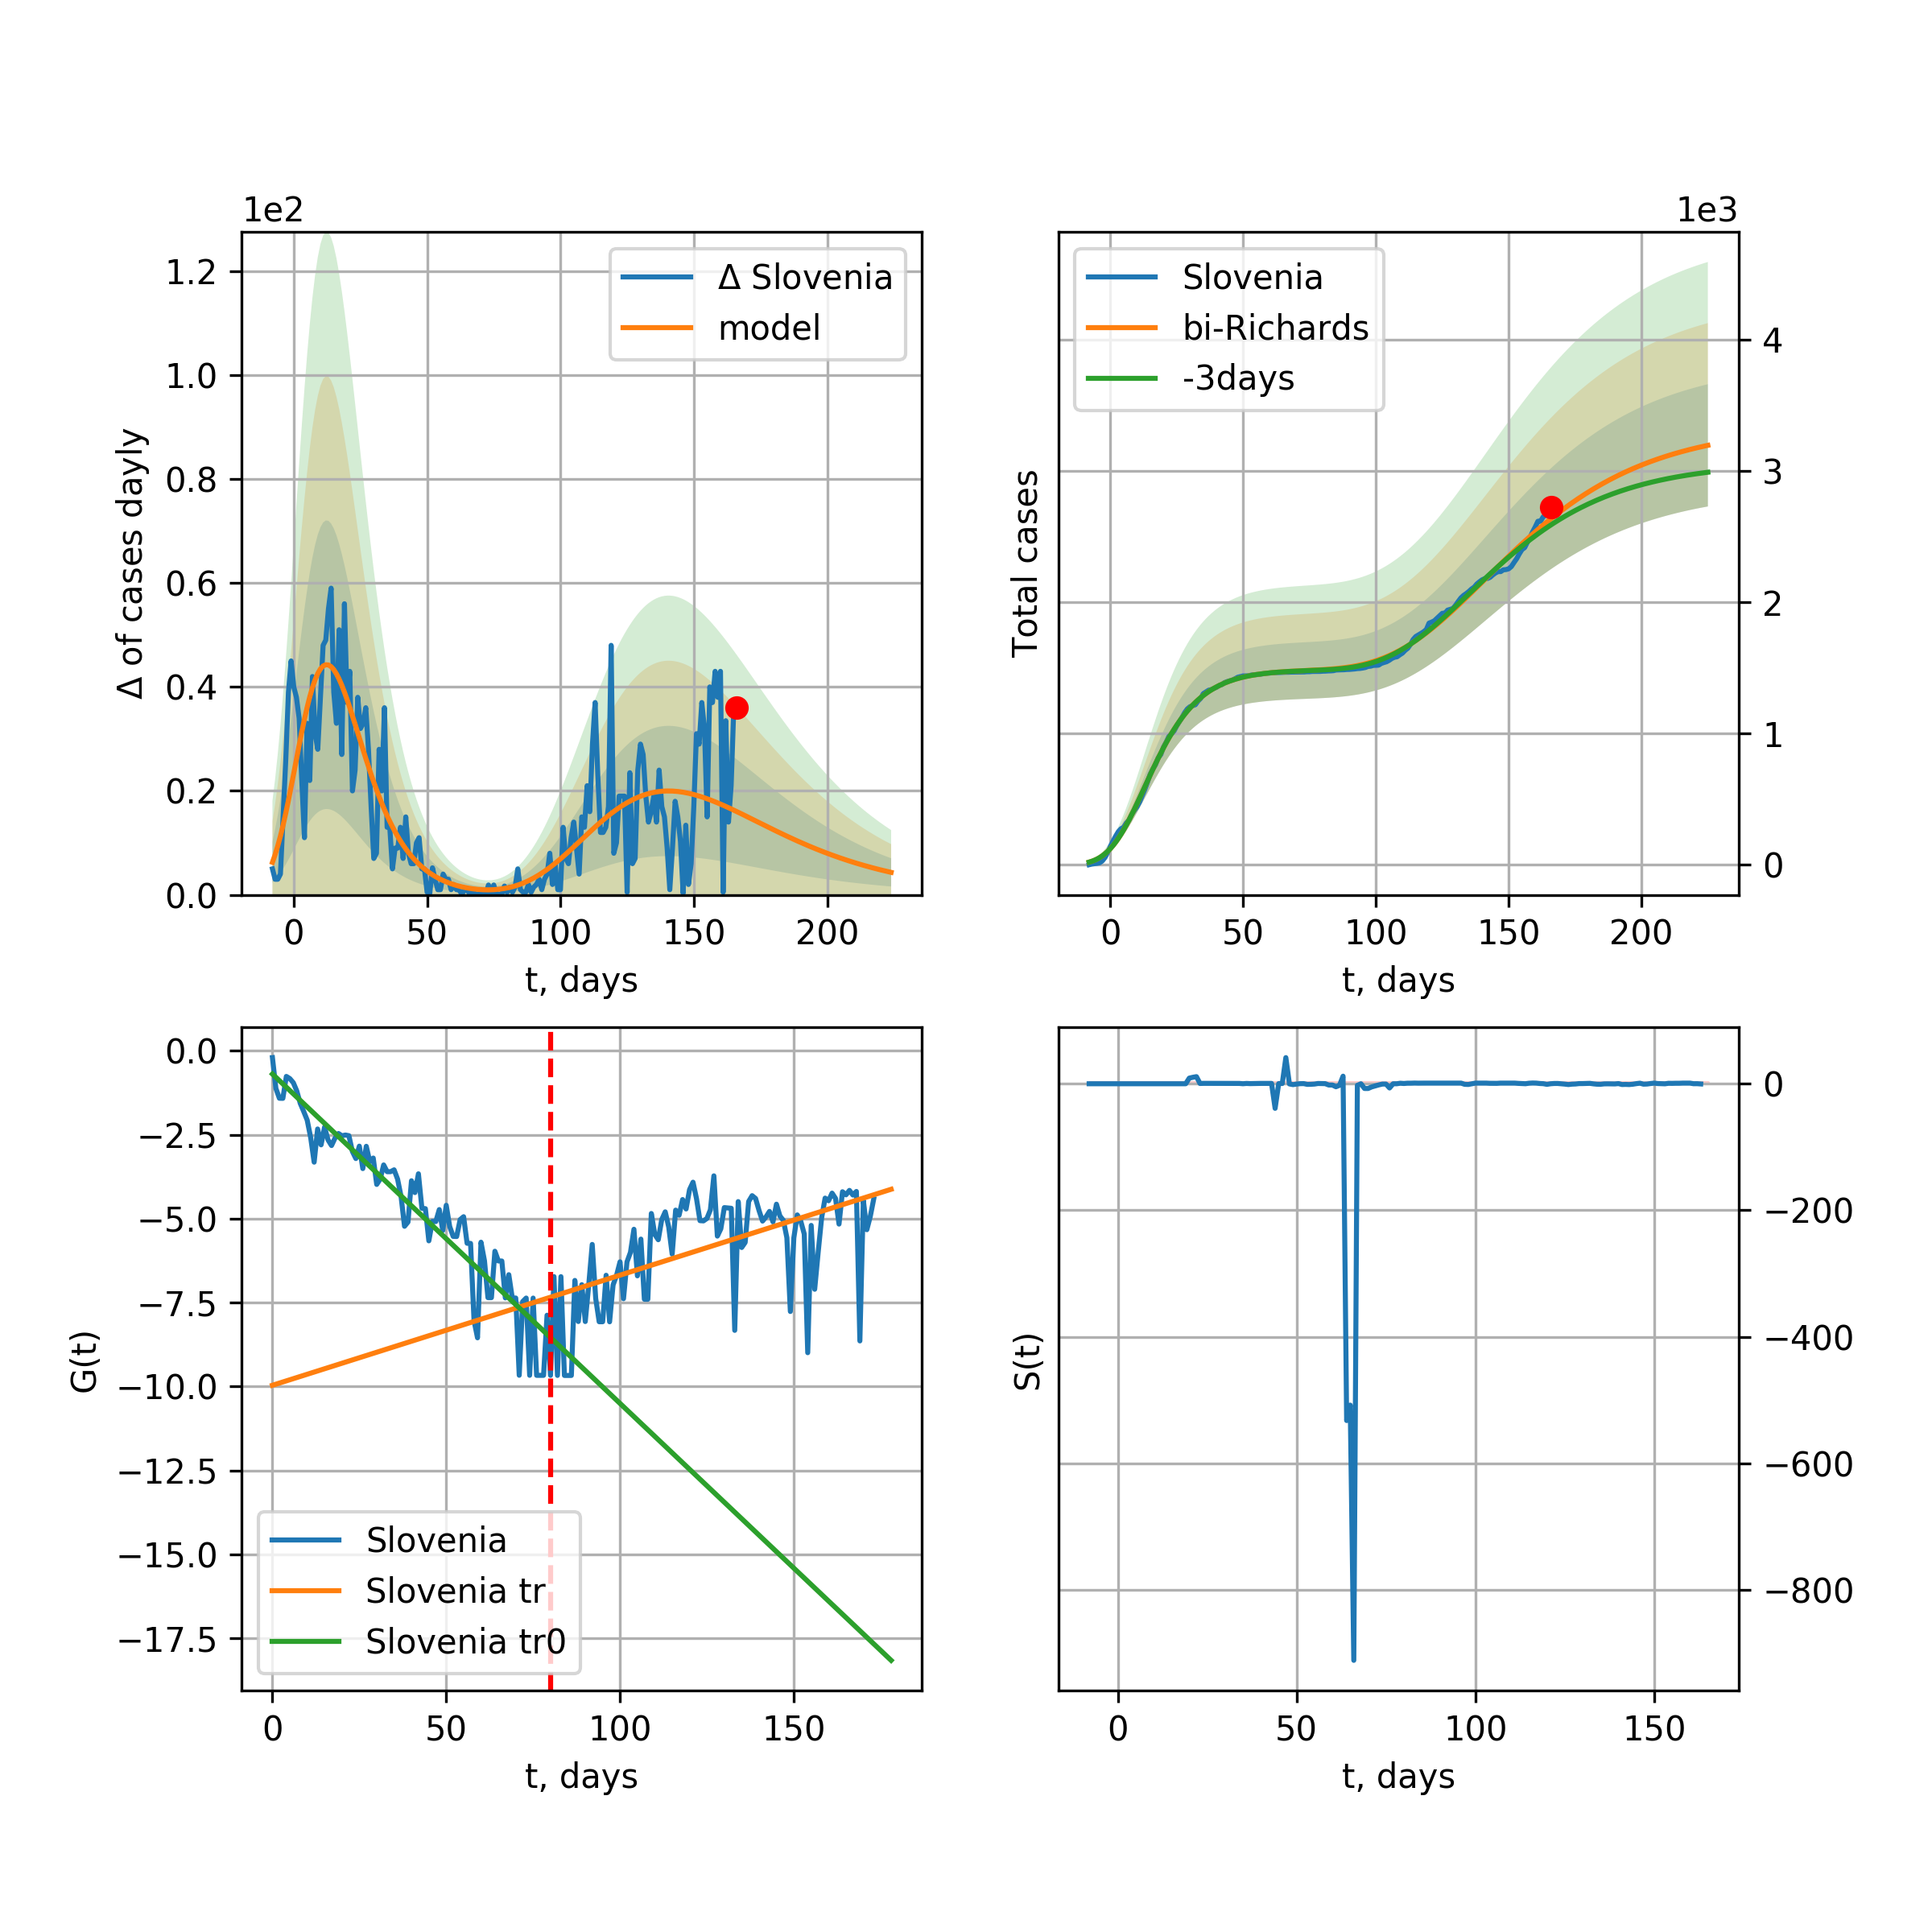 1e2
1.2
1.0
0.8
0.6
0.4
0.2
0.0
Δ of cases dayly
Δ Slovenia
model
0 50 100 150 200
t, days
1e3
Total cases
Slovenia
bi-Richards
-3days
4
3
2
1
0
0 50 100 150 200
t, days
0.0
−2.5
−5.0
−7.5
−10.0
−12.5
−15.0
−17.5
G(t)
Slovenia
Slovenia tr
Slovenia tr0
0 50 100 150
t, days
S(t)
0
−200
−400
−600
−800
0 50 100 150
t, days